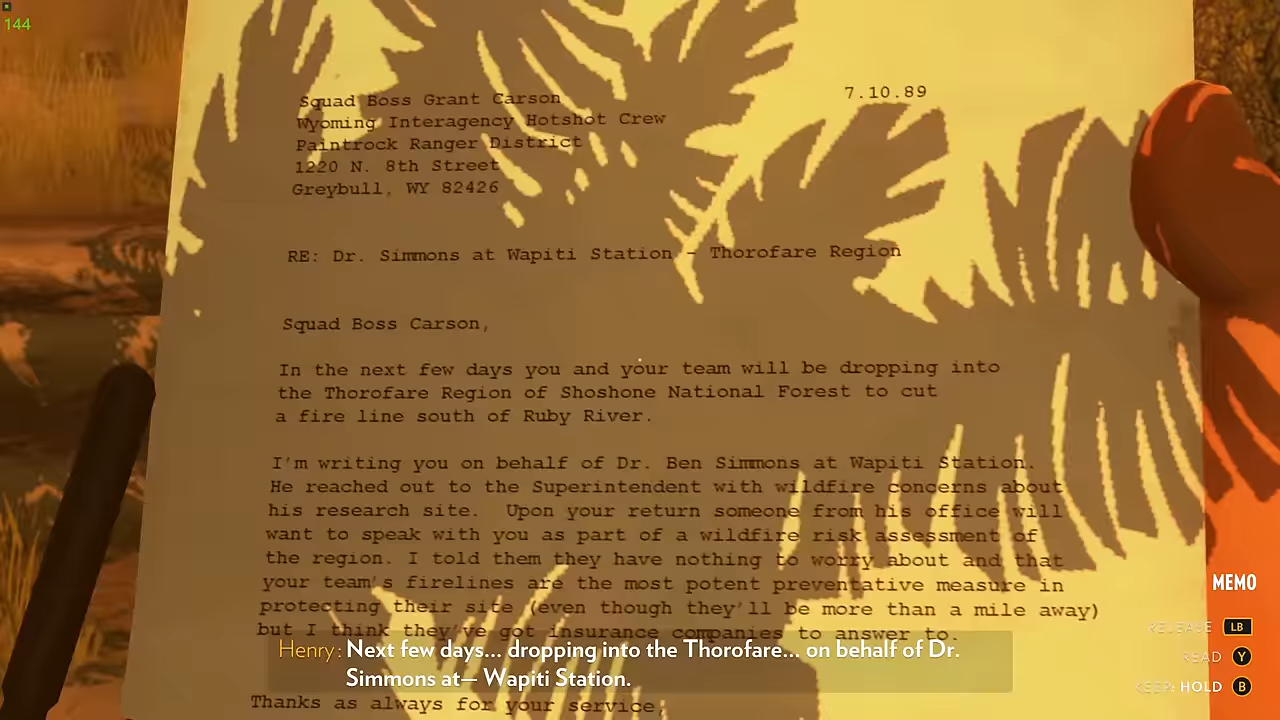 144
Squad Boss Grant Carson
7.10.89
Wyoming Interagency Hotshot Crew
Paintrock Ranger District
1220 N. 8th Street
Greybull, WY 82426
RE: Dr. Simmons at Wapiti Station - Thorofare Region
Squad Boss Carson,
In the next few days you and your team will be dropping into
the Thorofare Region of Shoshone National Forest to cut
a fire line south of Ruby River.
I'm writing you on behalf of Dr. Ben Simmons at Wapiti Station.
He reached out to the Superintendent with wildfire concerns about
his research site.  Upon your return someone from his office will
want to speak with you as part of a wildfire risk assessment of
the region. I told them they have nothing to worry about and that
your team's firelines are the most potent preventative measure in
protecting their site (even though they'll be more than a mile away)
but I think they've got insurance companies to answer to.
Thanks as always for your service,
Henry: Next few days... dropping into the Thorofare... on behalf of Dr.
Simmons at— Wapiti Station.
MEMO
RELEASE LB
READ Y
KEEP: HOLD B